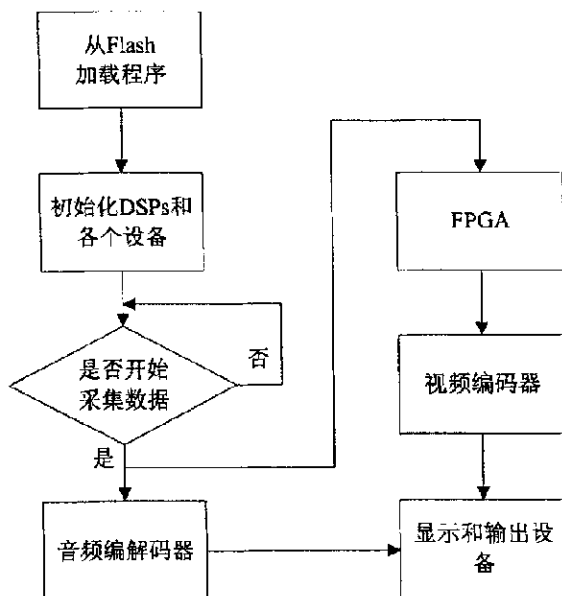 从Flash
加载程序
初始化DSPs和
各个设备
是否开始
采集数据
否
是
音频编解码器
FPGA
视频编码器
显示和输出设
备